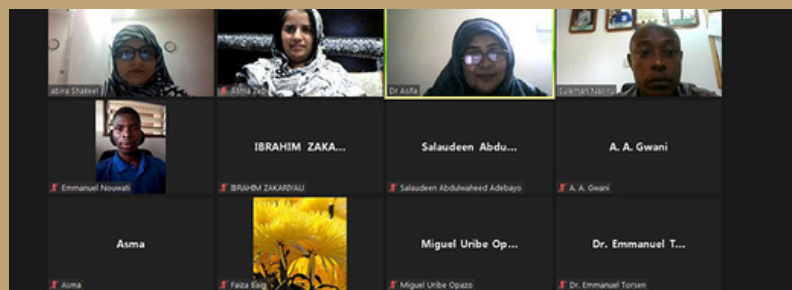 abira Shakeel
Asma Zeb
Dr Asifa
Suleman Nasiru
IBRAHIM ZAKA...
Salaudeen Abdu...
A. A. Gwani
Emmanuel Nouwati
IBRAHIM ZAKARIYAU
Salaudeen Abdulwaheed Adebayo
A. A. Gwani
Asma
Miguel Uribe Op...
Dr. Emmanuel T...
Asma
Faiza Baig
Miguel Uribe Opazo
Dr. Emmanuel Torsen